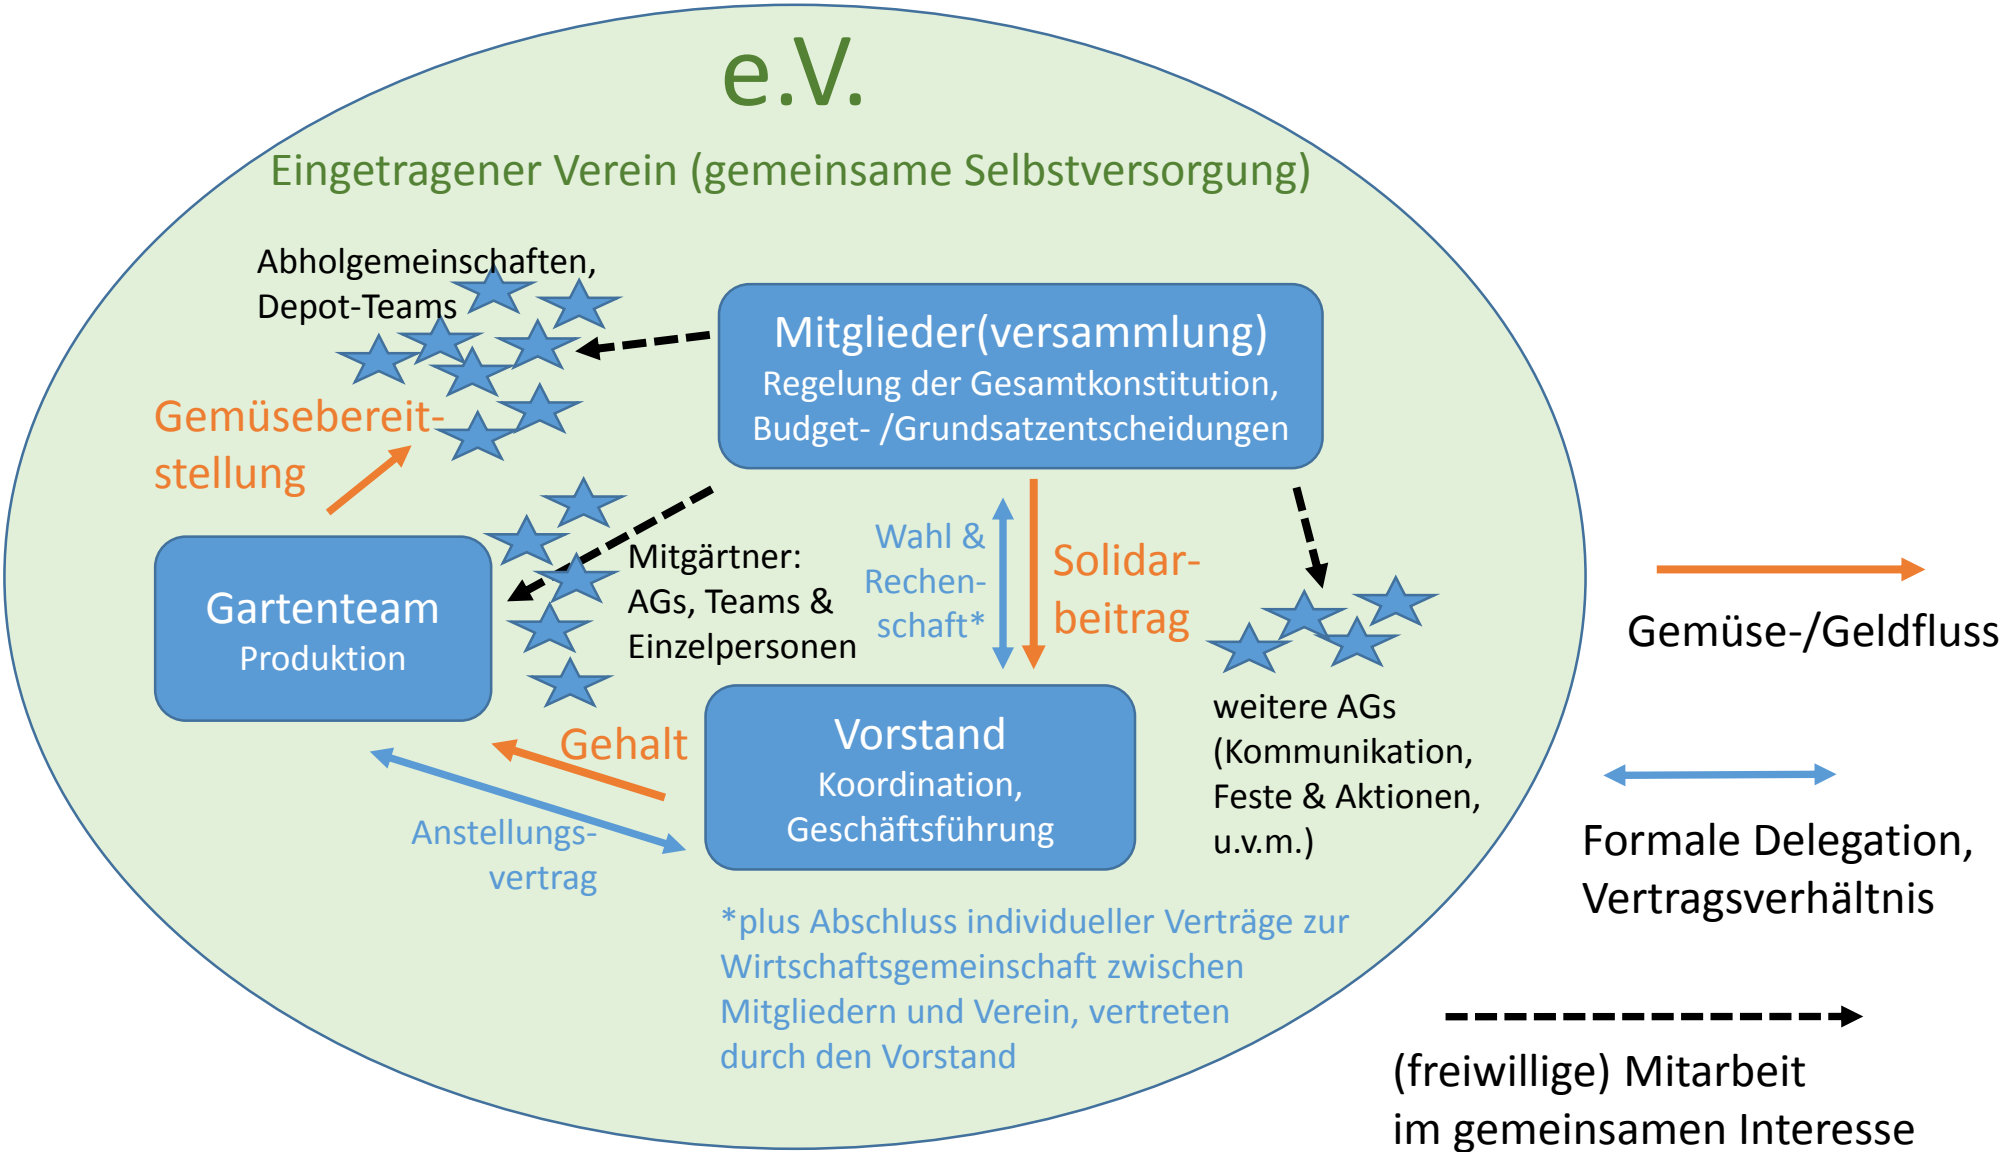 e.V.
Eingetragener Verein (gemeinsame Selbstversorgung)
Abholgemeinschaften,
Depot-Teams
Mitglieder(versammlung)
Regelung der Gesamtkonstitution,
Budget- /Grundsatzentscheidungen
Gemüsebereit-
stellung
Gartenteam
Produktion
Mitgärtner:
AGs, Teams &
Einzelpersonen
Wahl &
Rechen-
schaft*
Solidar-
beitrag
Gehalt
Anstellungs-
vertrag
Vorstand
Koordination,
Geschäftsführung
weitere AGs
(Kommunikation,
Feste & Aktionen,
u.v.m.)
*plus Abschluss individueller Verträge zur
Wirtschaftsgemeinschaft zwischen
Mitgliedern und Verein, vertreten
durch den Vorstand
Gemüse-/Geldfluss
Formale Delegation,
Vertragsverhältnis
(freiwillige) Mitarbeit
im gemeinsamen Interesse